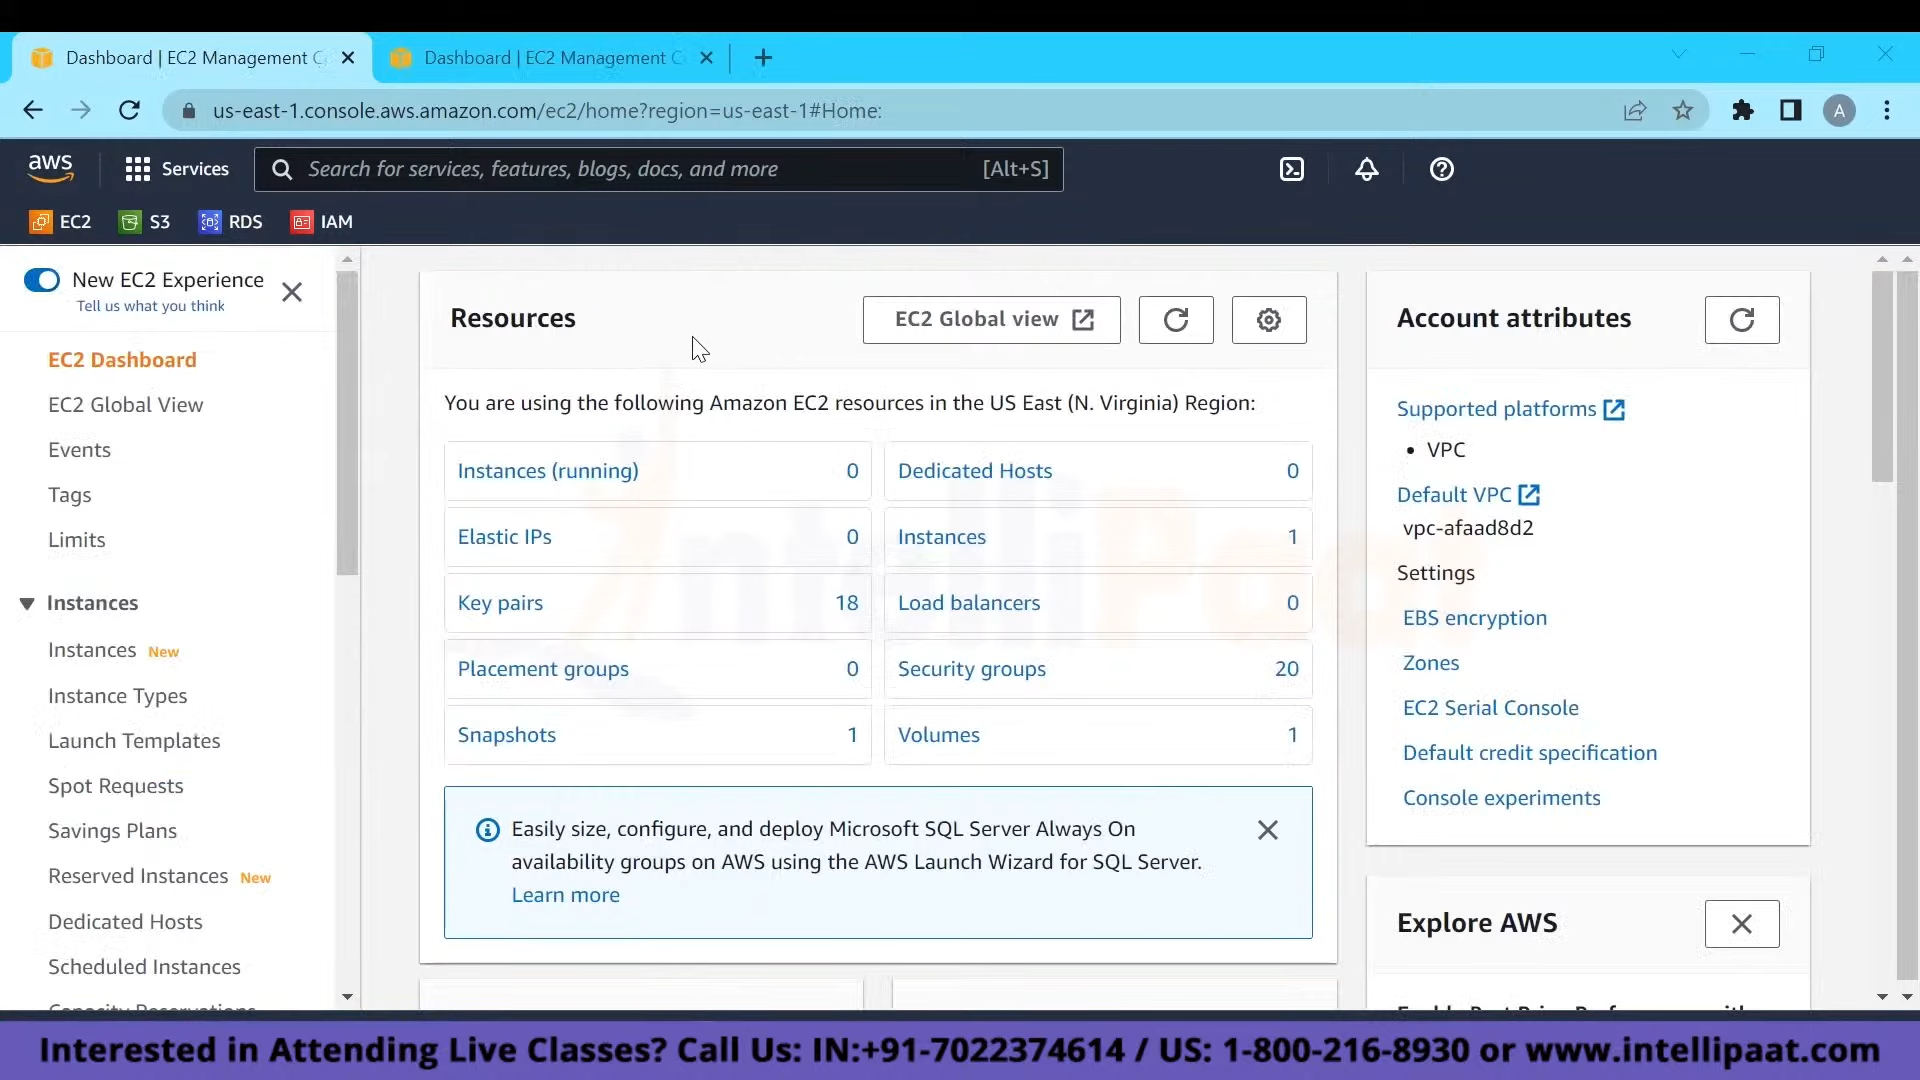 Dashboard | EC2 Management C
Dashboard | EC2 Management C
us-east-1.console.aws.amazon.com/ec2/home?region=us-east-1#Home:
A
aws
Services
Search for services, features, blogs, docs, and more
[Alt+S]
EC2
S3
RDS
IAM
New EC2 Experience
Tell us what you think
EC2 Dashboard
EC2 Global View
Events
Tags
Limits
Instances
Instances New
Instance Types
Launch Templates
Spot Requests
Savings Plans
Reserved Instances New
Dedicated Hosts
Scheduled Instances
Capacity Reservations
Resources
EC2 Global view
You are using the following Amazon EC2 resources in the US East (N. Virginia) Region:
Instances (running) 0
Dedicated Hosts 0
Elastic IPs 0
Instances 1
Key pairs 18
Load balancers 0
Placement groups 0
Security groups 20
Snapshots 1
Volumes 1
Easily size, configure, and deploy Microsoft SQL Server Always On
availability groups on AWS using the AWS Launch Wizard for SQL Server.
Learn more
Account attributes
Supported platforms
• VPC
Default VPC
vpc-afaad8d2
Settings
EBS encryption
Zones
EC2 Serial Console
Default credit specification
Console experiments
Explore AWS
IntelliPaat
Interested in Attending Live Classes? Call Us: IN:+91-7022374614 / US: 1-800-216-8930 or www.intellipaat.com